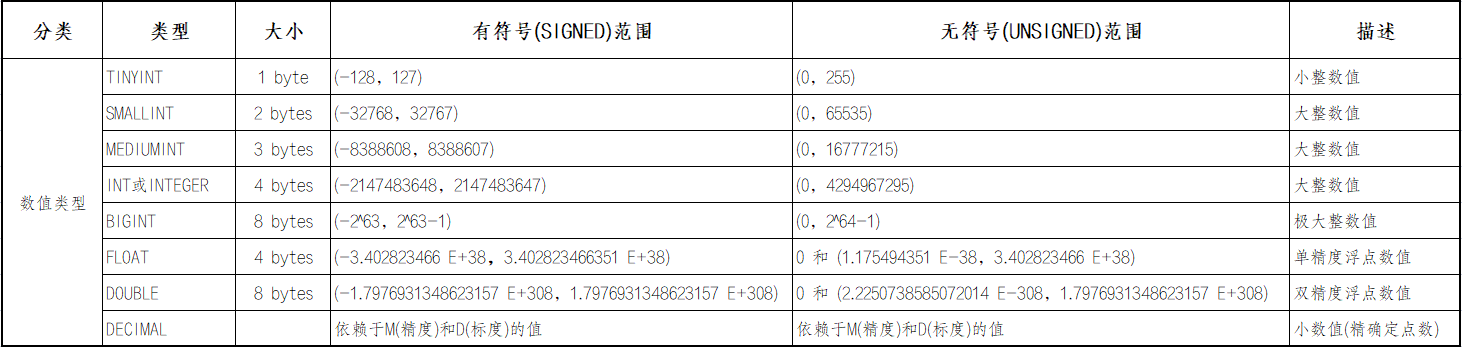 分类 类型 大小 有符号(SIGNED)范围 无符号(UNSIGNED)范围 描述
数值类型
TINYINT 1 byte (-128, 127) (0, 255) 小整数值
SMALLINT 2 bytes (-32768, 32767) (0, 65535) 大整数值
MEDIUMINT 3 bytes (-8388608, 8388607) (0, 16777215) 大整数值
INT或INTEGER 4 bytes (-2147483648, 2147483647) (0, 4294967295) 大整数值
BIGINT 8 bytes (-2^63, 2^63-1) (0, 2^64-1) 极大整数值
FLOAT 4 bytes (-3.402823466 E+38, 3.402823466351 E+38) 0 和 (1.175494351 E-38, 3.402823466 E+38) 单精度浮点数值
DOUBLE 8 bytes (-1.7976931348623157 E+308, 1.7976931348623157 E+308) 0 和 (2.2250738585072014 E-308, 1.7976931348623157 E+308) 双精度浮点数值
DECIMAL 依赖于M(精度)和D(标度)的值 依赖于M(精度)和D(标度)的值 小数值(精确定点数)